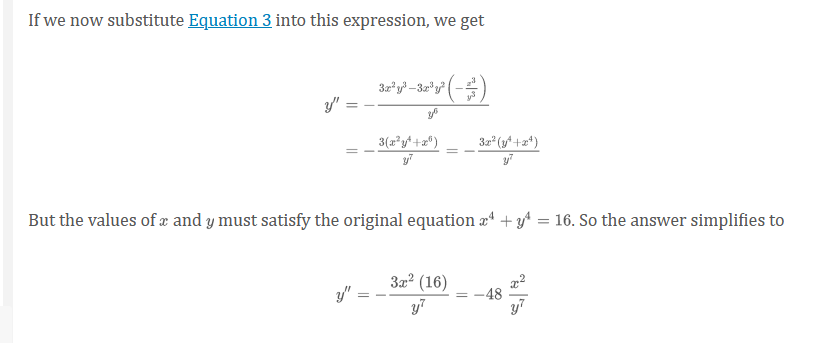 If we now substitute Equation 3 into this expression, we get
y″ = − (3x²y³−3x³y²(−x³/y³))/y⁶
= − 3(x²y⁴+x⁶)/y⁷ = − 3x²(y⁴+x⁴)/y⁷
But the values of x and y must satisfy the original equation x⁴ + y⁴ = 16. So the answer simplifies to
y″ = − 3x² (16)/y⁷ = −48 x²/y⁷